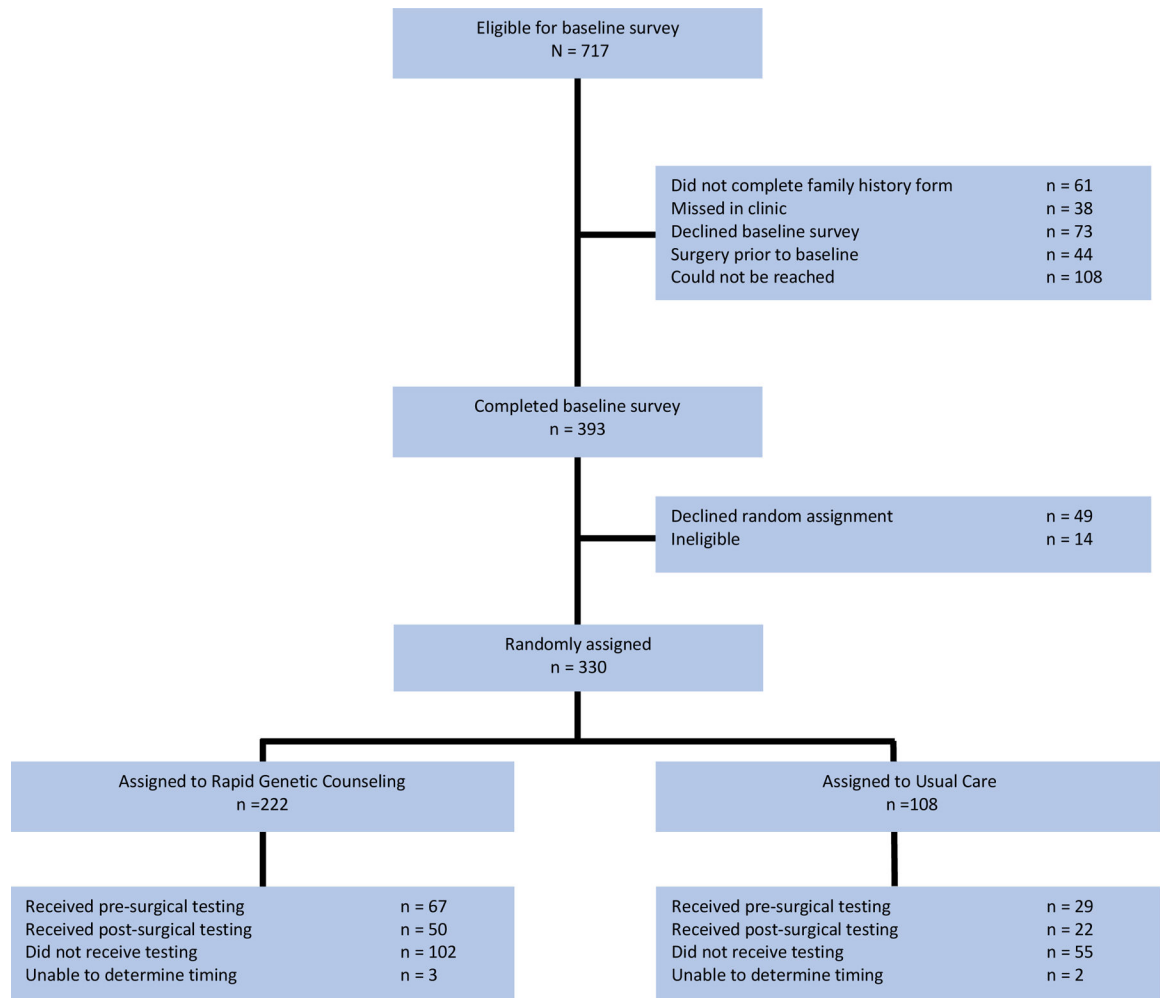 Eligible for baseline survey
N = 717
Did not complete family history form n = 61
Missed in clinic n = 38
Declined baseline survey n = 73
Surgery prior to baseline n = 44
Could not be reached n = 108
Completed baseline survey
n = 393
Declined random assignment n = 49
Ineligible n = 14
Randomly assigned
n = 330
Assigned to Rapid Genetic Counseling
n =222
Assigned to Usual Care
n =108
Received pre-surgical testing n = 67
Received post-surgical testing n = 50
Did not receive testing n = 102
Unable to determine timing n = 3
Received pre-surgical testing n = 29
Received post-surgical testing n = 22
Did not receive testing n = 55
Unable to determine timing n = 2